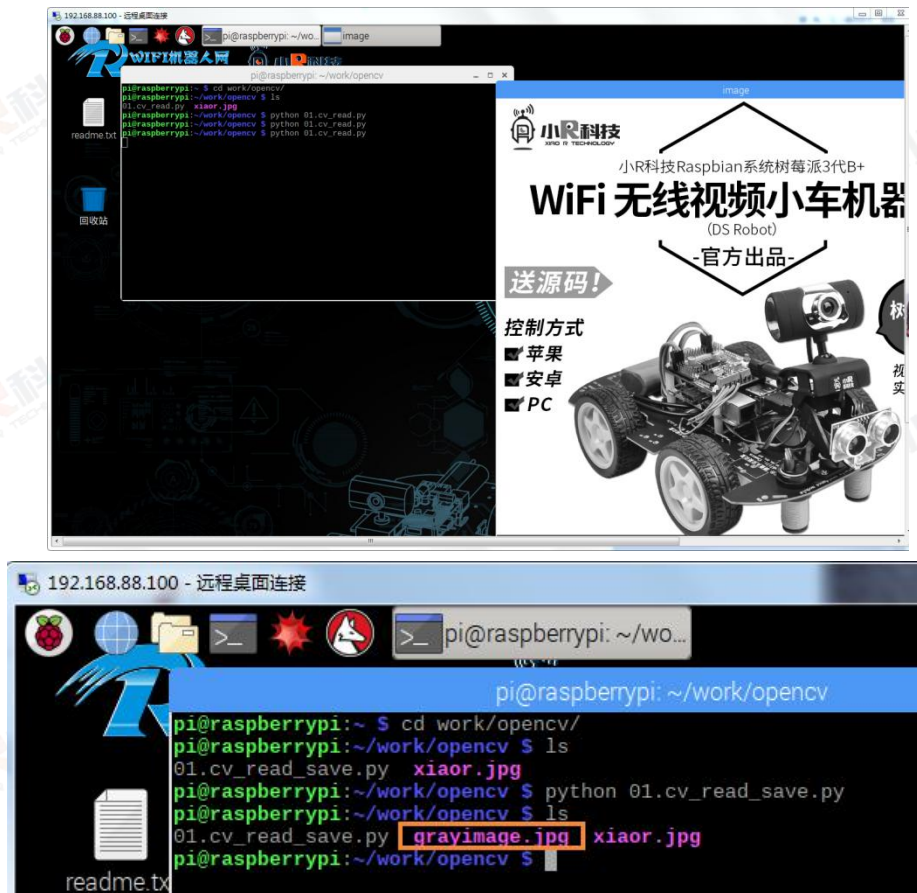 192.168.88.100 - 远程桌面连接
pi@raspberrypi: ~/wo...
image
WIFI机器人网
小R科技
pi@raspberrypi: ~/work/opencv
pi@raspberrypi:~ $ cd work/opencv/
pi@raspberrypi:~/work/opencv $ ls
01.cv_read.py xiaor.jpg
pi@raspberrypi:~/work/opencv $ python 01.cv_read.py
pi@raspberrypi:~/work/opencv $ python 01.cv_read.py
pi@raspberrypi:~/work/opencv $ python 01.cv_read.py
readme.txt
回收站
image
小R科技
XIAO R TECHNOLOGY
小R科技Raspbian系统树莓派3代B+
WiFi 无线视频小车机器
(DS Robot)
-官方出品-
送源码!
控制方式
苹果
安卓
PC
树
视
实
192.168.88.100 - 远程桌面连接
pi@raspberrypi: ~/wo...
pi@raspberrypi: ~/work/opencv
pi@raspberrypi:~ $ cd work/opencv/
pi@raspberrypi:~/work/opencv $ ls
01.cv_read_save.py xiaor.jpg
pi@raspberrypi:~/work/opencv $ python 01.cv_read_save.py
pi@raspberrypi:~/work/opencv $ ls
01.cv_read_save.py grayimage.jpg xiaor.jpg
pi@raspberrypi:~/work/opencv $
readme.tx